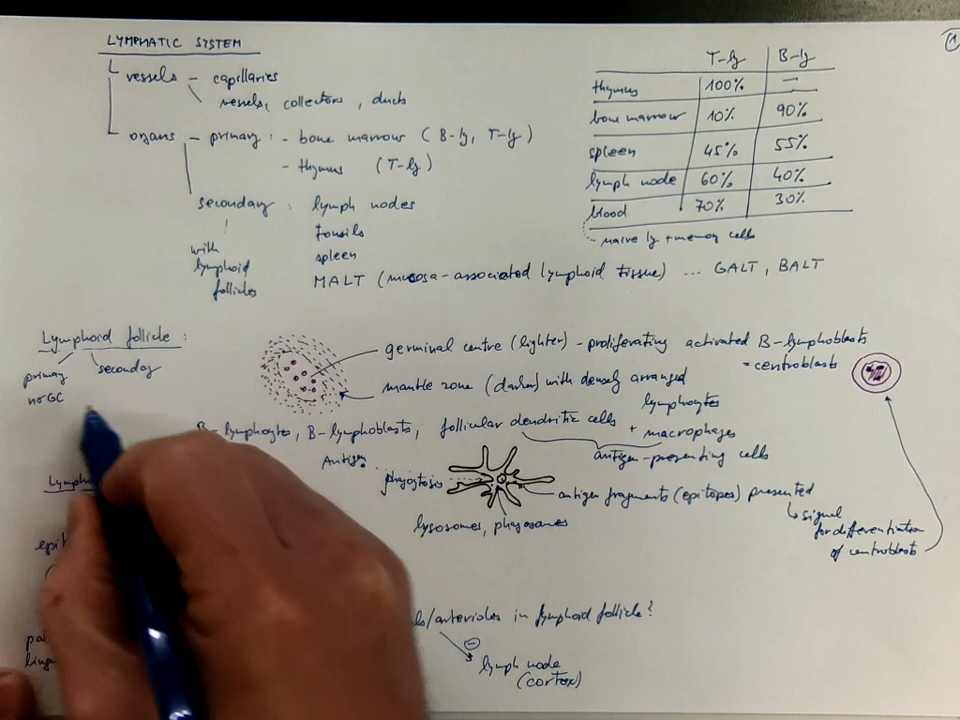 LYMPHATIC SYSTEM
vessels - capillaries
vessels, collectors, ducts
organs - primary : - bone marrow (B-ly, T-ly)
- thymus (T-ly)
secondary : lymph nodes
tonsils
spleen
MALT (mucosa-associated lymphoid tissue) ... GALT, BALT
with
lymphoid
follicles
T-ly B-ly
thymus 100% —
bone marrow 10% 90%
spleen 45% 55%
lymph node 60% 40%
blood 70% 30%
naive ly + memory cells
Lymphoid follicle :
primary secondary
no GC
germinal centre (lighter) - proliferating activated B-lymphoblasts
= centroblasts
mantle zone (darker) with densely arranged
lymphocytes
B-lymphocytes, B-lymphoblasts, follicular dendritic cells + macrophages
antigen-presenting cells
Antigen
phagocytosis
antigen fragments (epitopes) presented
lysosomes, phagosomes
signal
for differentiation
of centroblasts
/arterioles in lymphoid follicle?
lymph node
(cortex)